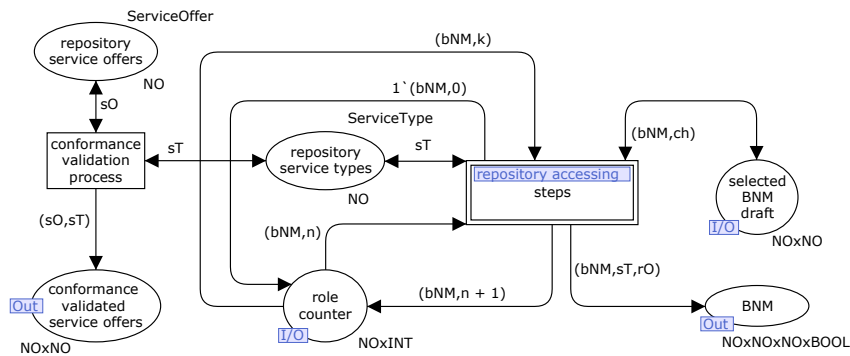 ServiceOffer
repository
service offers
NO
sO
conformance
validation
process
(sO,sT)
conformance
validated
service offers
Out
NOxNO
sT
(bNM,k)
1`(bNM,0)
ServiceType
repository
service types
NO
sT
(bNM,n)
role
counter
I/O
NOxINT
repository accessing
steps
(bNM,n + 1)
(bNM,ch)
selected
BNM
draft
I/O
NOxNO
(bNM,sT,rO)
BNM
Out
NOxNOxNOxBOOL